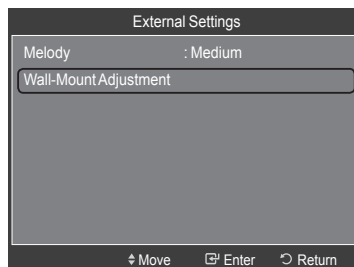 External Settings
Melody : Medium
Wall-Mount Adjustment
Move Enter Return